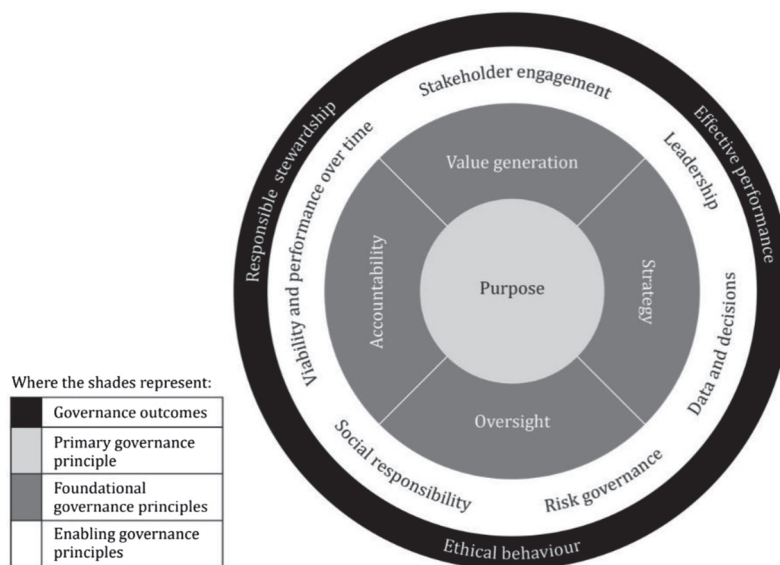 Stakeholder engagement
Responsible stewardship
Effective performance
Viability and performance over time
Leadership
Value generation
Accountability
Purpose
Strategy
Data and decisions
Oversight
Social responsibility
Risk governance
Ethical behaviour
Where the shades represent:
Governance outcomes
Primary governance
principle
Foundational
governance principles
Enabling governance
principles